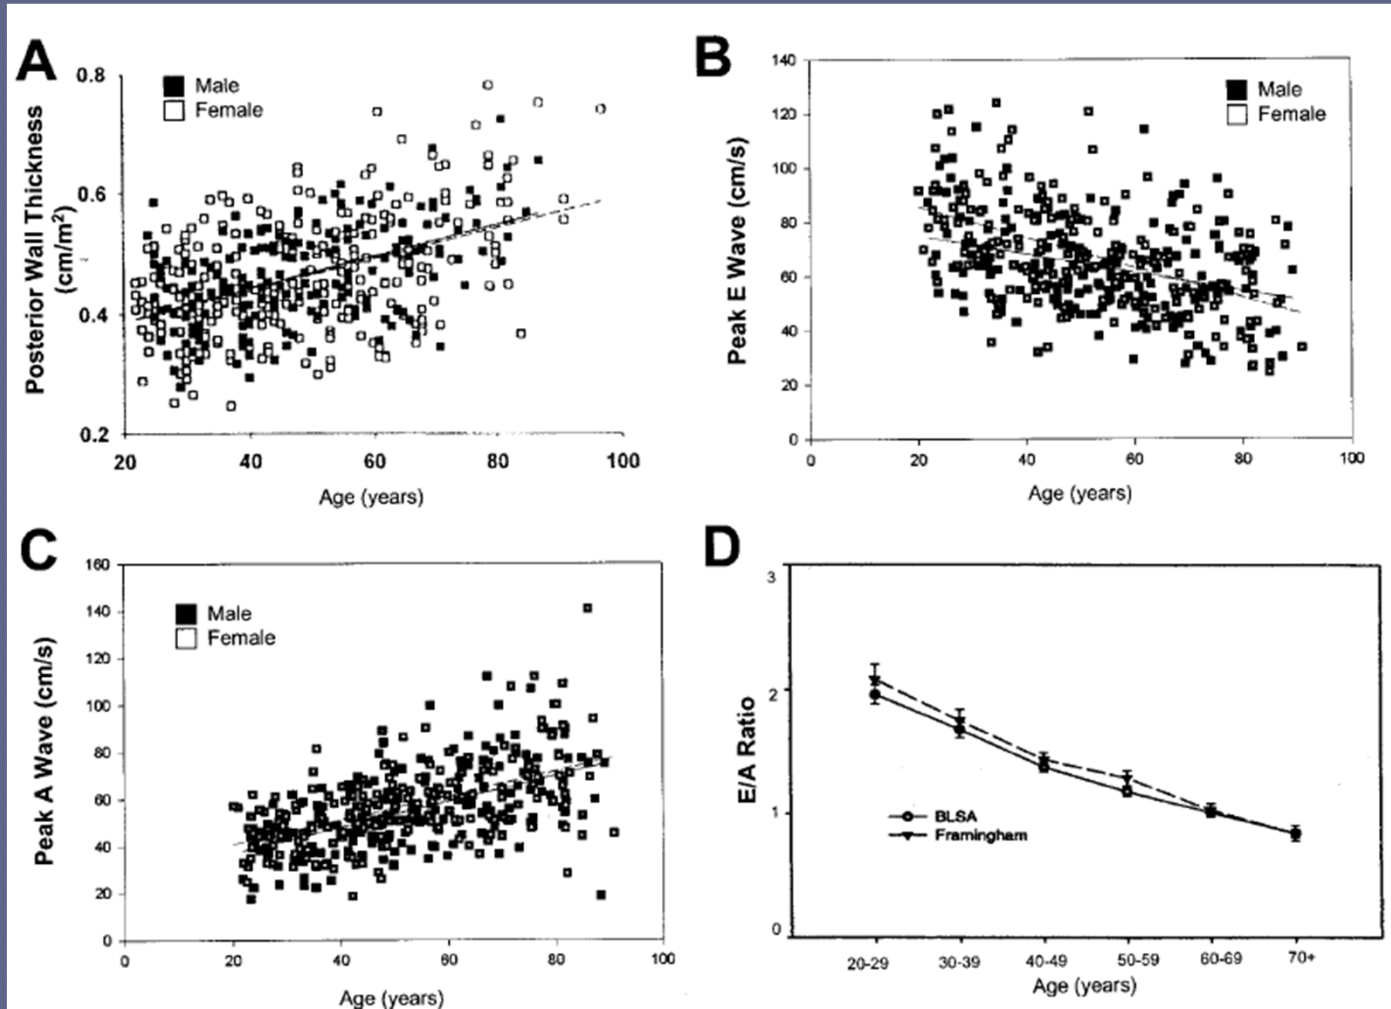 A
Posterior Wall Thickness
(cm/m²)
0.8
0.6
0.4
0.2
Male
Female
20
40
60
80
100
Age (years)
B
Peak E Wave (cm/s)
140
120
100
80
60
40
20
0
Male
Female
0
20
40
60
80
100
Age (years)
C
Peak A Wave (cm/s)
160
140
120
100
80
60
40
20
0
Male
Female
0
20
40
60
80
100
Age (years)
D
E/A Ratio
3
2
1
0
BLSA
Framingham
20-29
30-39
40-49
50-59
60-69
70+
Age (years)